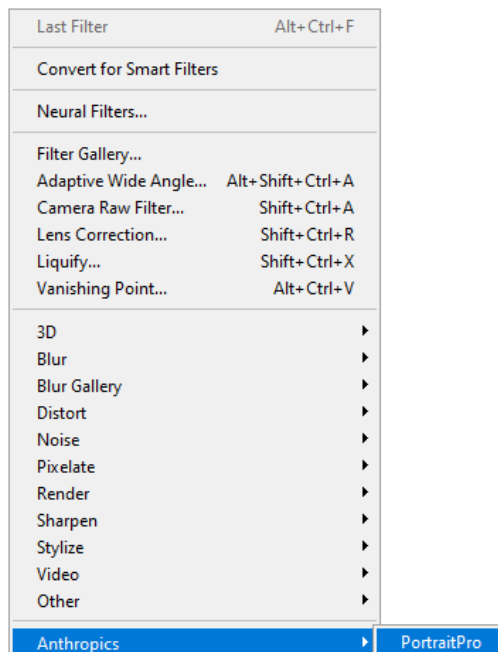 Last Filter Alt+Ctrl+F
Convert for Smart Filters
Neural Filters...
Filter Gallery...
Adaptive Wide Angle... Alt+Shift+Ctrl+A
Camera Raw Filter... Shift+Ctrl+A
Lens Correction... Shift+Ctrl+R
Liquify... Shift+Ctrl+X
Vanishing Point... Alt+Ctrl+V
3D
Blur
Blur Gallery
Distort
Noise
Pixelate
Render
Sharpen
Stylize
Video
Other
Anthropics PortraitPro